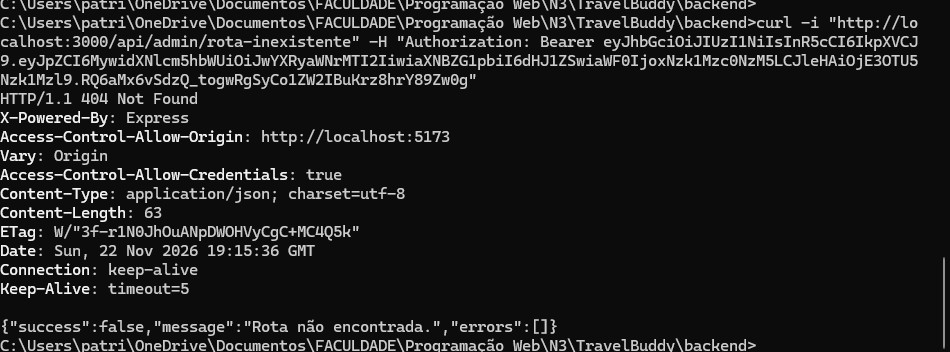 C:\Users\patri\OneDrive\Documentos\FACULDADE\Programação Web\N3\TravelBuddy\backend>
C:\Users\patri\OneDrive\Documentos\FACULDADE\Programação Web\N3\TravelBuddy\backend>curl -i "http://lo
calhost:3000/api/admin/rota-inexistente" -H "Authorization: Bearer eyJhbGciOiJIUzI1NiIsInR5cCI6IkpXVCJ
9.eyJpZCI6MywidXNlcm5hbWUiOiJwYXRyaWNrMTI2IiwiaXNBZG1pbiI6dHJ1ZSwiaWF0IjoxNzk1Mzc0NzM5LCJleHAiOjE3OTU5
Nzk1Mzl9.RQ6aMx6vSdzQ_togwRgSyCo1ZW2IBuKrz8hrY89Zw0g"
HTTP/1.1 404 Not Found
X-Powered-By: Express
Access-Control-Allow-Origin: http://localhost:5173
Vary: Origin
Access-Control-Allow-Credentials: true
Content-Type: application/json; charset=utf-8
Content-Length: 63
ETag: W/"3f-r1N0JhOuANpDWOHVyCgC+MC4Q5k"
Date: Sun, 22 Nov 2026 19:15:36 GMT
Connection: keep-alive
Keep-Alive: timeout=5

{"success":false,"message":"Rota não encontrada.","errors":[]}
C:\Users\patri\OneDrive\Documentos\FACULDADE\Programação Web\N3\TravelBuddy\backend>